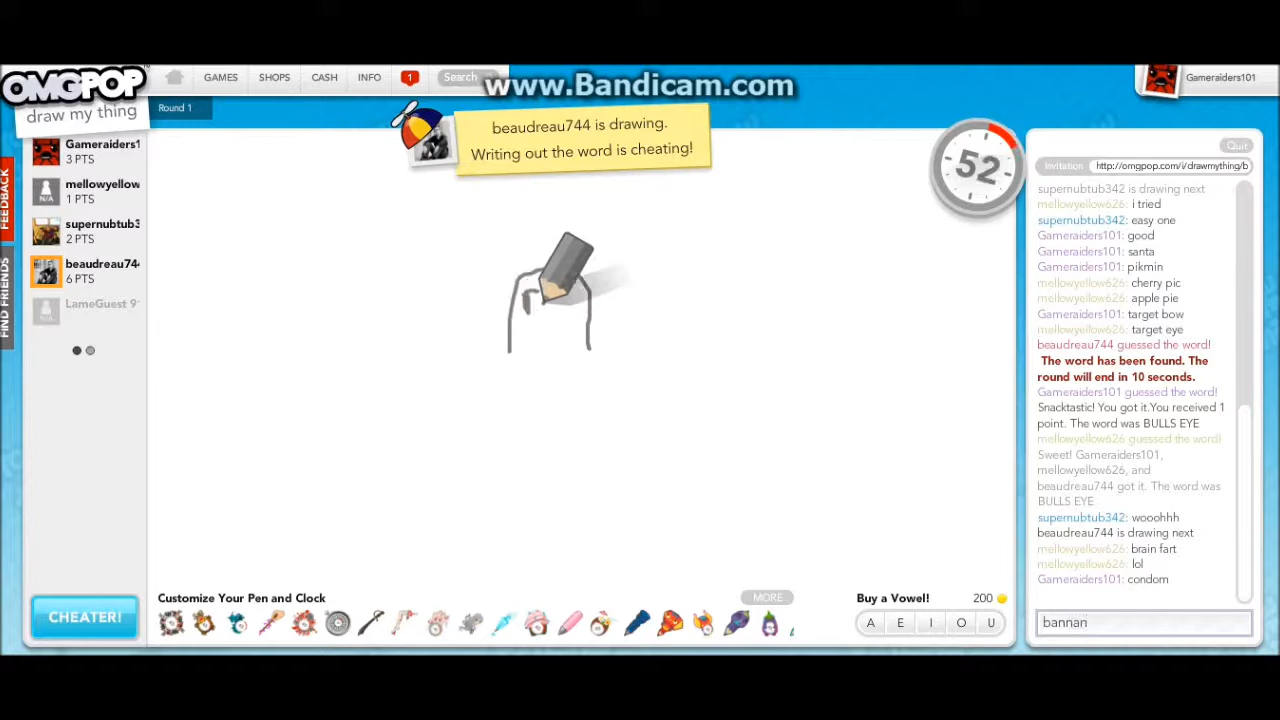 www.Bandicam.com
OMGPOP
draw my thing
GAMES SHOPS CASH INFO 1 Search
Gameraiders101
Round 1
beaudreau744 is drawing.
Writing out the word is cheating!
52
FEEDBACK
FIND FRIENDS
Gameraiders1
3 PTS
N/A
mellowyellow
1 PTS
supernubtub3
2 PTS
beaudreau744
6 PTS
N/A
LameGuest 9
CHEATER!
Customize Your Pen and Clock
MORE
Buy a Vowel! 200
A E I O U
Quit
Invitation http://omgpop.com/i/drawmything/b
supernubtub342 is drawing next
mellowyellow626: i tried
supernubtub342: easy one
Gameraiders101: good
Gameraiders101: santa
Gameraiders101: pikmin
mellowyellow626: cherry pic
mellowyellow626: apple pie
Gameraiders101: target bow
mellowyellow626: target eye
beaudreau744 guessed the word!
The word has been found. The
round will end in 10 seconds.
Gameraiders101 guessed the word!
Snacktastic! You got it.You received 1
point. The word was BULLS EYE
mellowyellow626 guessed the word!
Sweet! Gameraiders101,
mellowyellow626, and
beaudreau744 got it. The word was
BULLS EYE
supernubtub342: wooohhh
beaudreau744 is drawing next
mellowyellow626: brain fart
mellowyellow626: lol
Gameraiders101: condom
bannari